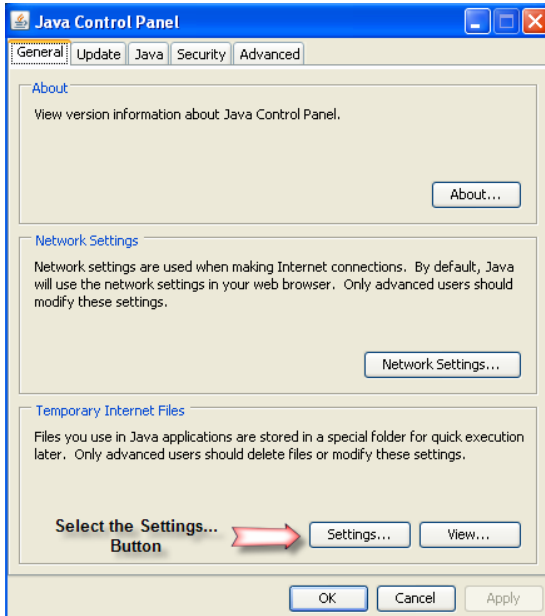 Java Control Panel
General Update Java Security Advanced
About
View version information about Java Control Panel.
About...
Network Settings
Network settings are used when making Internet connections. By default, Java
will use the network settings in your web browser. Only advanced users should
modify these settings.
Network Settings...
Temporary Internet Files
Files you use in Java applications are stored in a special folder for quick execution
later. Only advanced users should delete files or modify these settings.
Select the Settings...
Button
Settings... View...
OK Cancel Apply